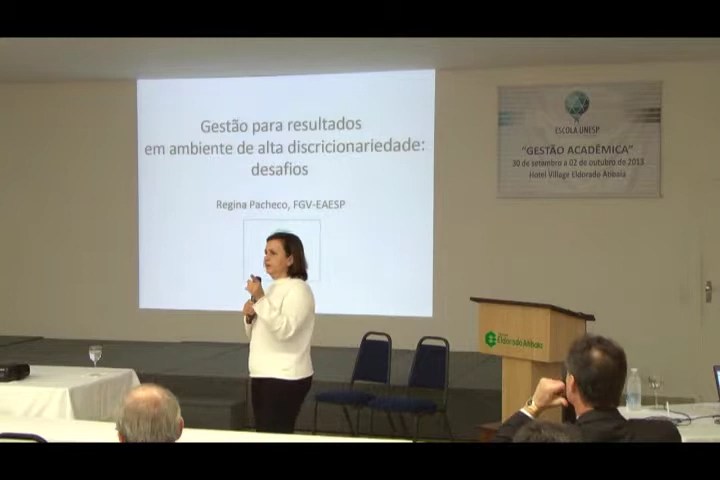 Gestão para resultados
em ambiente de alta discricionariedade:
desafios
Regina Pacheco, FGV-EAESP
ESCOLA UNESP
"GESTÃO ACADÊMICA"
30 de setembro a 02 de outubro de 2013
Hotel Village Eldorado Atibaia
Eldorado Atibaia